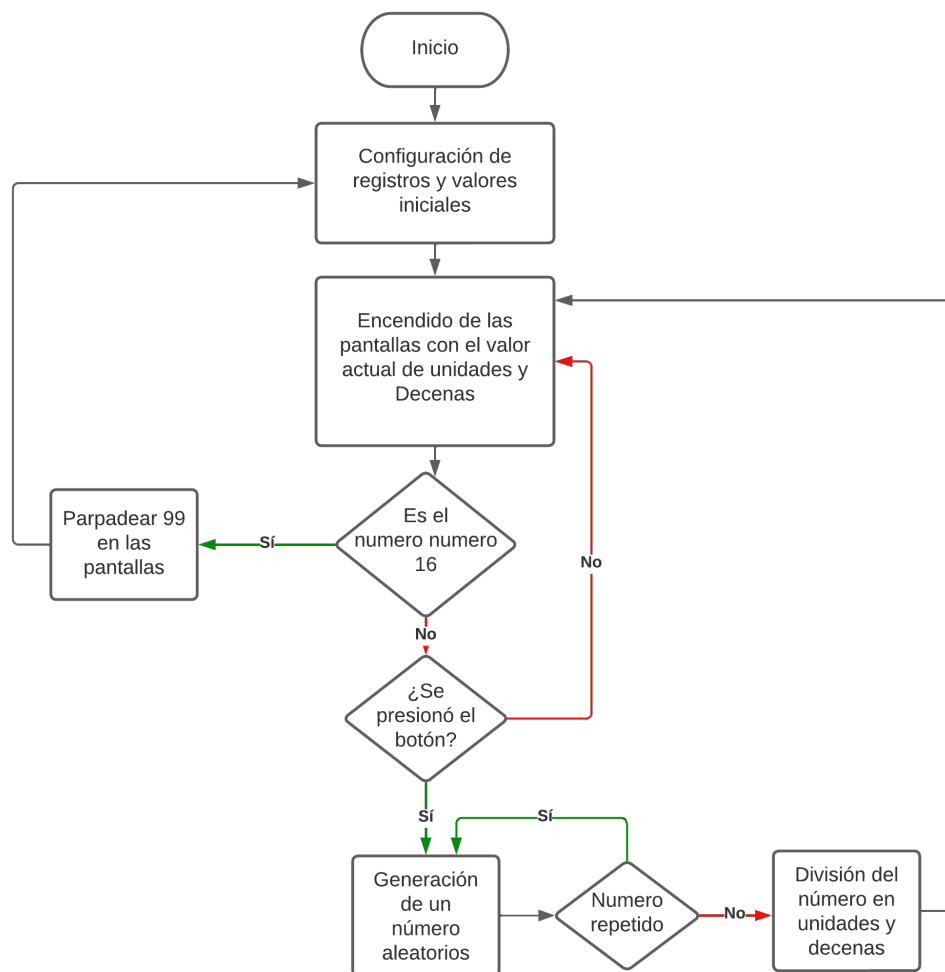 Inicio
Configuración de
registros y valores
iniciales
Encendido de las
pantallas con el valor
actual de unidades y
Decenas
Parpadear 99
en las
pantallas
Sí
Es el
numero numero
16
No
No
¿Se
presionó el
botón?
Sí
Sí
Generación
de un
número
aleatorios
Numero
repetido
No
División del
número en
unidades y
decenas